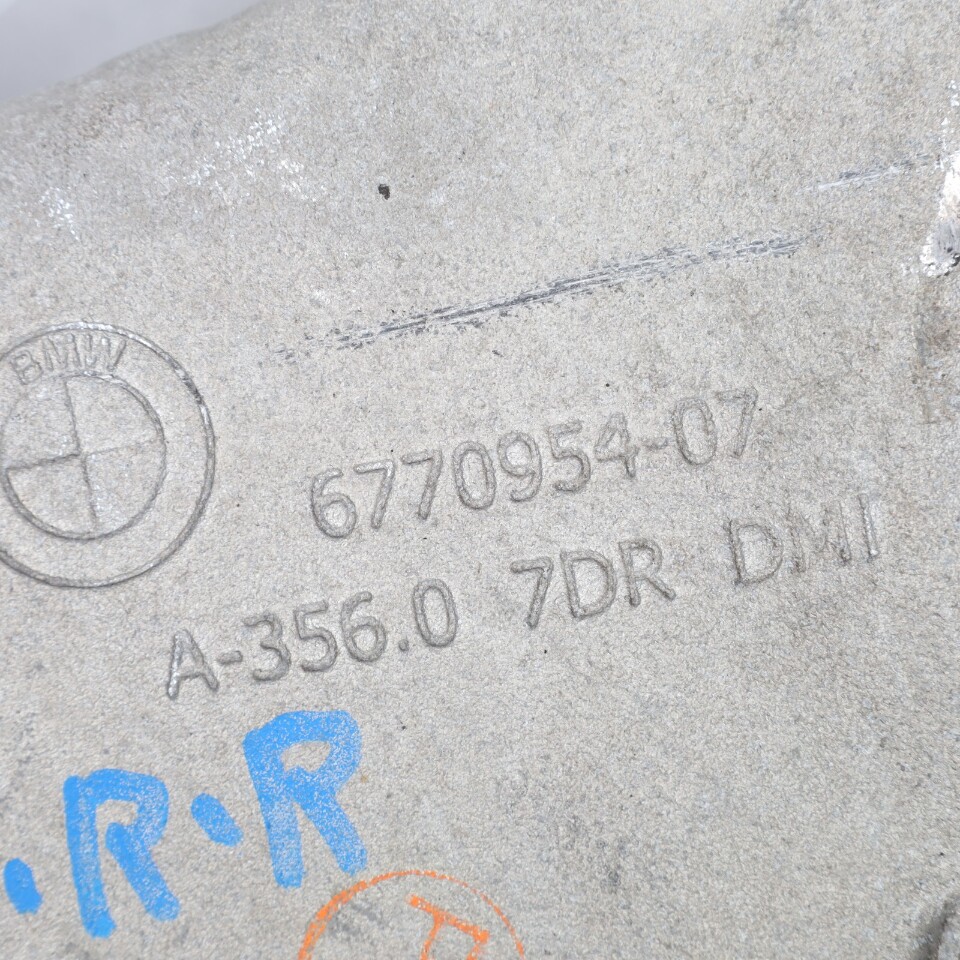 BMW
6770954-07
A-356.0 7DR DMI
.R.R